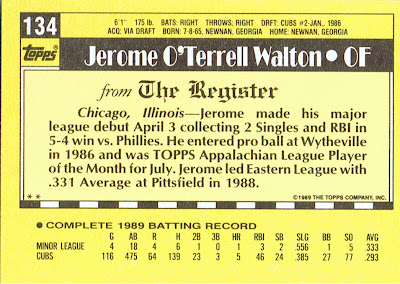 134
6'1" 175 lb. BATS: RIGHT THROWS: RIGHT DRFT: CUBS #2-JAN., 1986
ACQ: VIA DRAFT BORN: 7-8-65, NEWNAN, GEORGIA HOME: NEWNAN, GEORGIA
TOPPS Jerome O'Terrell Walton • OF
from The Register
Chicago, Illinois—Jerome made his major
league debut April 3 collecting 2 Singles and RBI in
5-4 win vs. Phillies. He entered pro ball at Wytheville
in 1986 and was TOPPS Appalachian League Player
of the Month for July. Jerome led Eastern League with
.331 Average at Pittsfield in 1988.
** ©1989 THE TOPPS COMPANY, INC.
• COMPLETE 1989 BATTING RECORD
G AB R H 2B 3B HR RBI SB SLG BB SO AVG
MINOR LEAGUE 4 18 4 6 1 0 1 3 2 .556 1 5 .333
CUBS 116 475 64 139 23 3 5 46 24 .385 27 77 .293